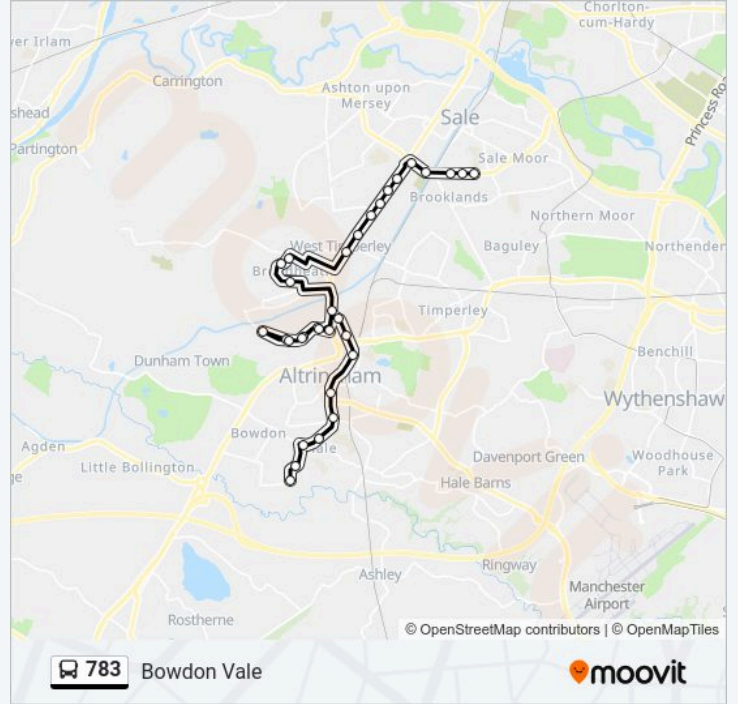 Chorlton-
cum-Hardy
er Irlam
Carrington
Ashton upon
Mersey
Sale
Princess Ro
shead
Partington
Sale Moor
Brooklands
Northern Moor
West Timperley
Baguley
Northenden
Timperley
Dunham Town
Benchill
Altrincham
Wythenshaw
Bowdon
Agden
Little Bollington
Davenport Green
Woodhouse
Park
Hale Barns
Ashley
Ringway
Manchester
Airport
Rostherne
© OpenStreetMap contributors | © OpenMapTiles
783 Bowdon Vale
moovit